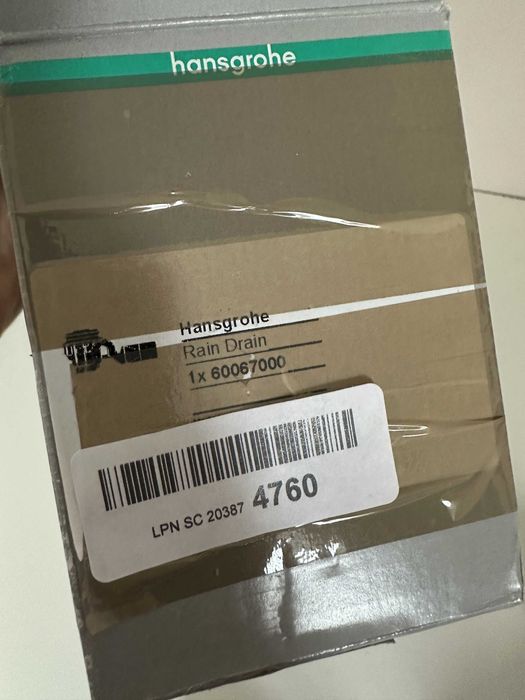 hansgrohe
Hansgrohe
Rain Drain
1x 60067000
LPN SC 20387 4760